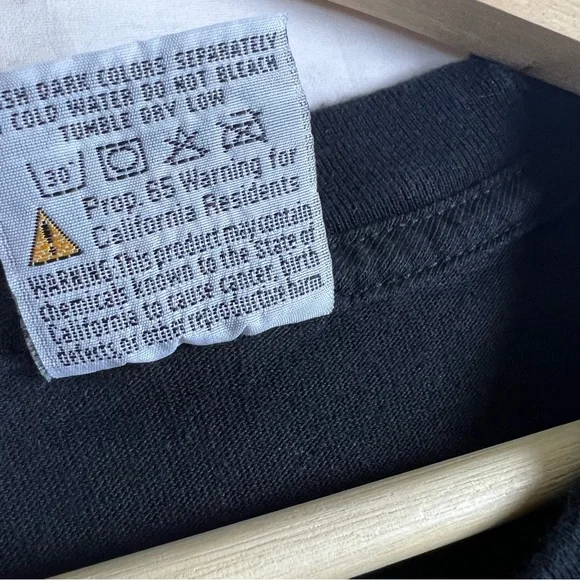 SH DARK COLORS SEPARATELY
COLD WATER DO NOT BLEACH
TUMBLE DRY LOW
30
Prop. 65 Warning for
California Residents
WARNING: This product may contain
chemicals known to the State of
California to cause cancer, birth
defects or other reproductive harm